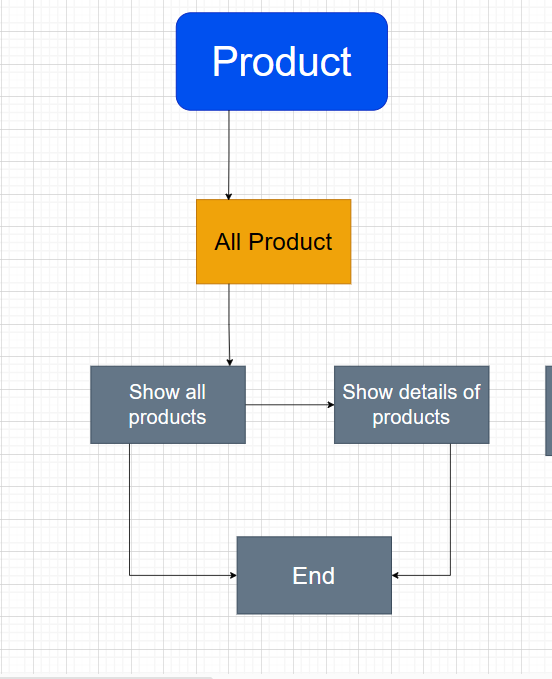 Product
All Product
Show all
products
Show details of
products
End